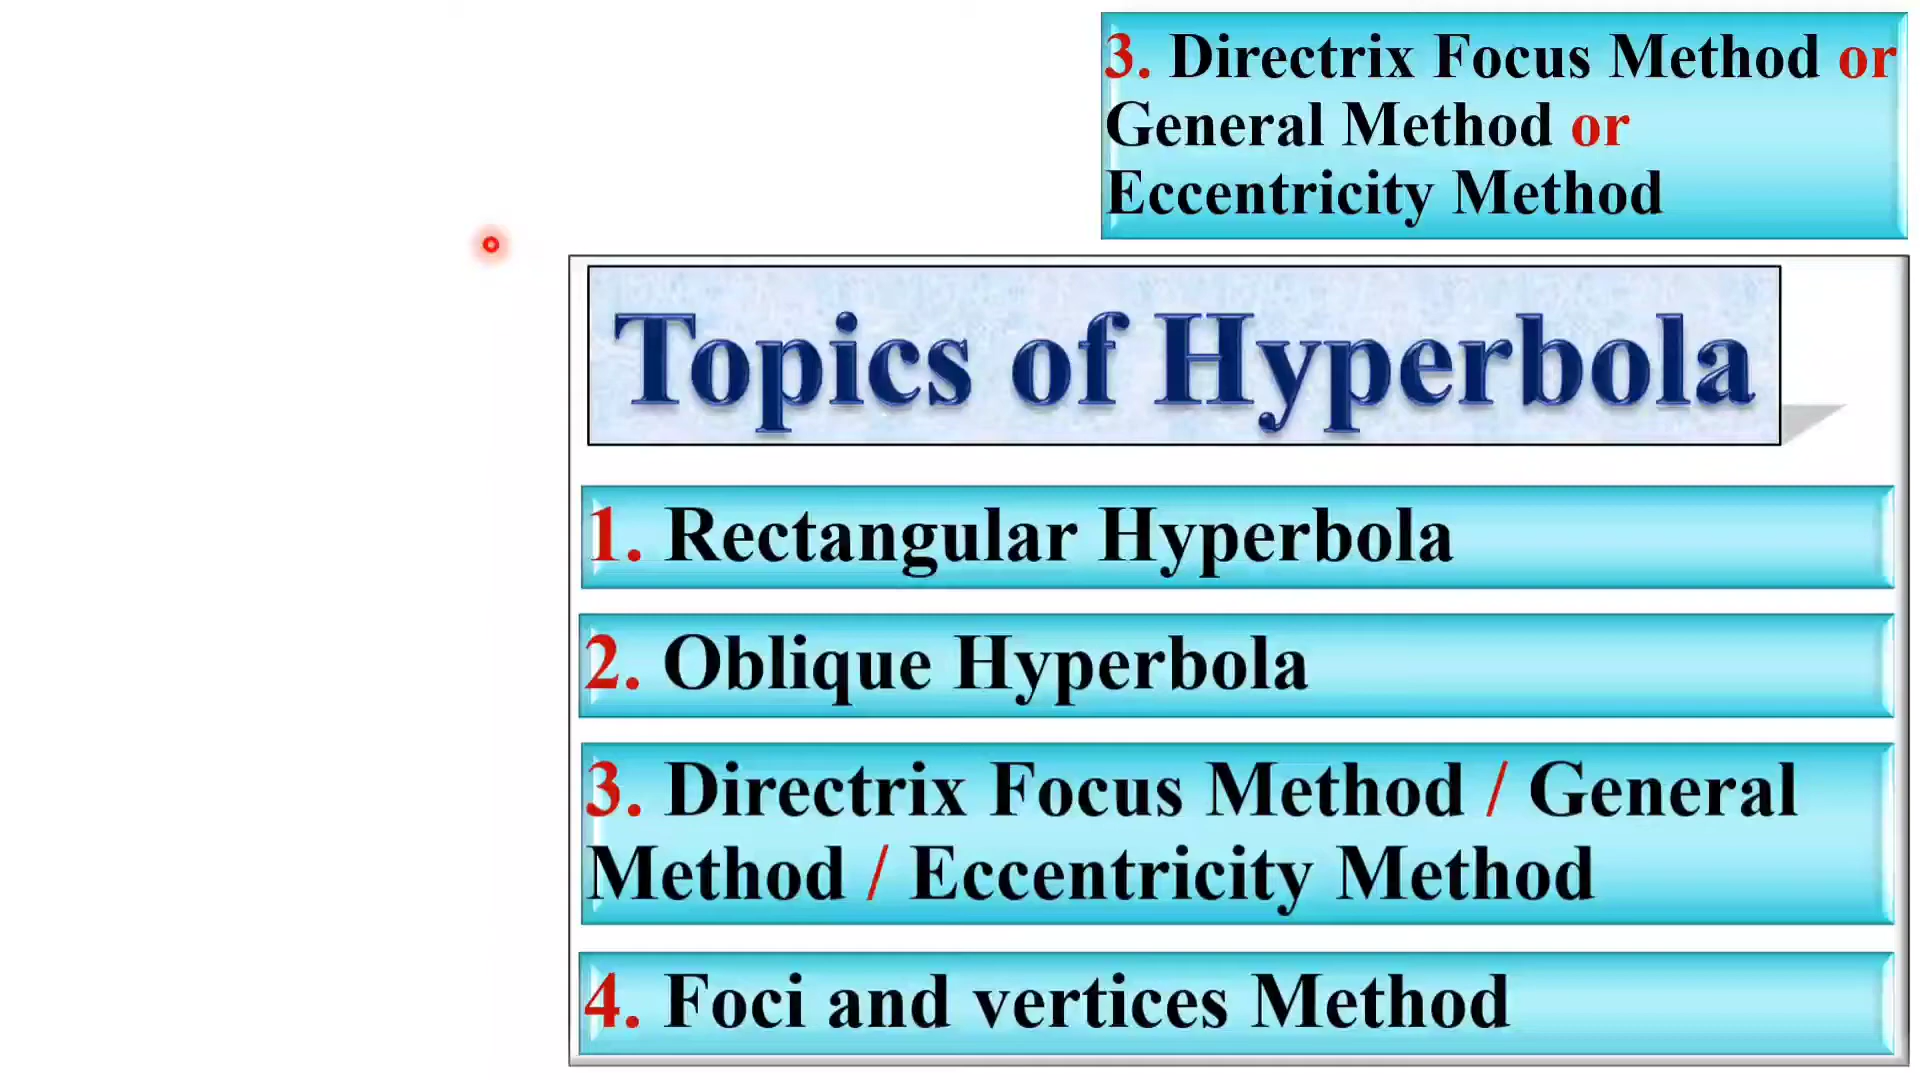 3. Directrix Focus Method or
General Method or
Eccentricity Method
Topics of Hyperbola
1. Rectangular Hyperbola
2. Oblique Hyperbola
3. Directrix Focus Method / General
Method / Eccentricity Method
4. Foci and vertices Method